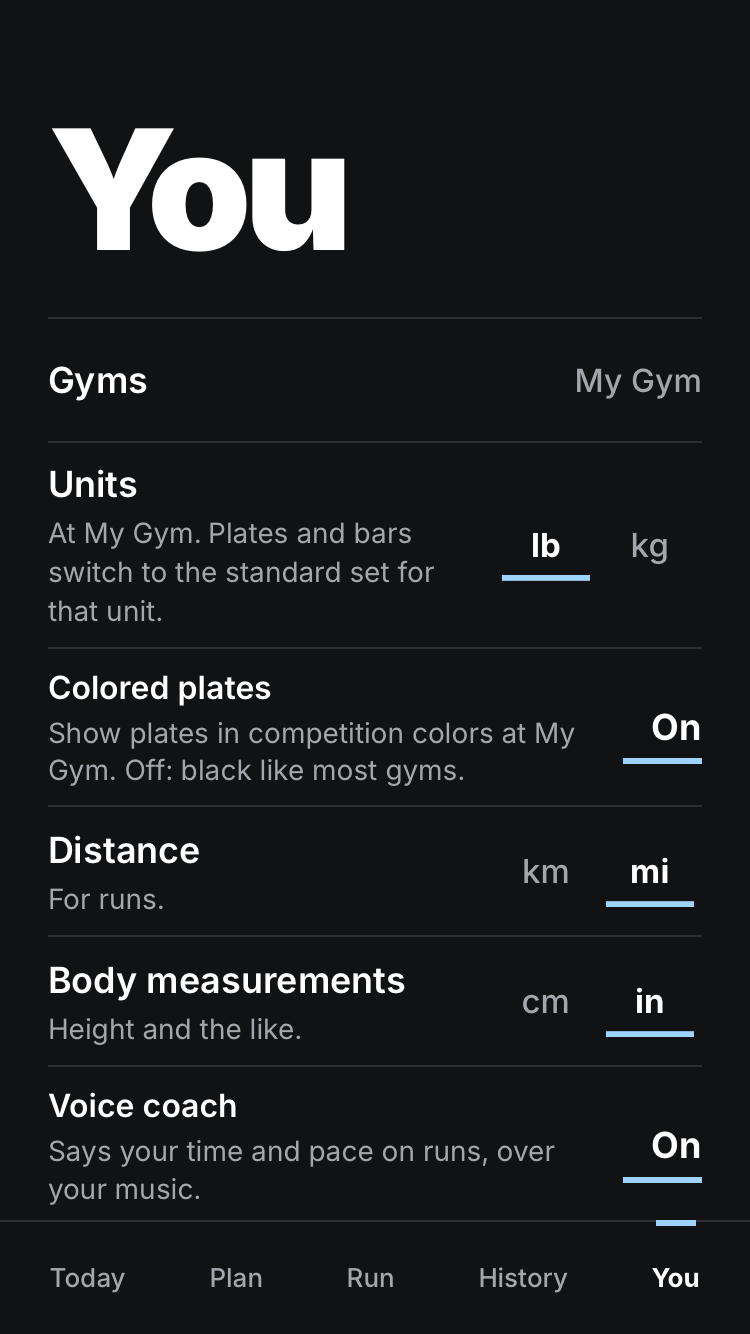 You
Gyms
My Gym
Units
At My Gym. Plates and bars
switch to the standard set for
that unit.
lb
kg
Colored plates
Show plates in competition colors at My
Gym. Off: black like most gyms.
On
Distance
For runs.
km
mi
Body measurements
Height and the like.
cm
in
Voice coach
Says your time and pace on runs, over
your music.
On
Today
Plan
Run
History
You